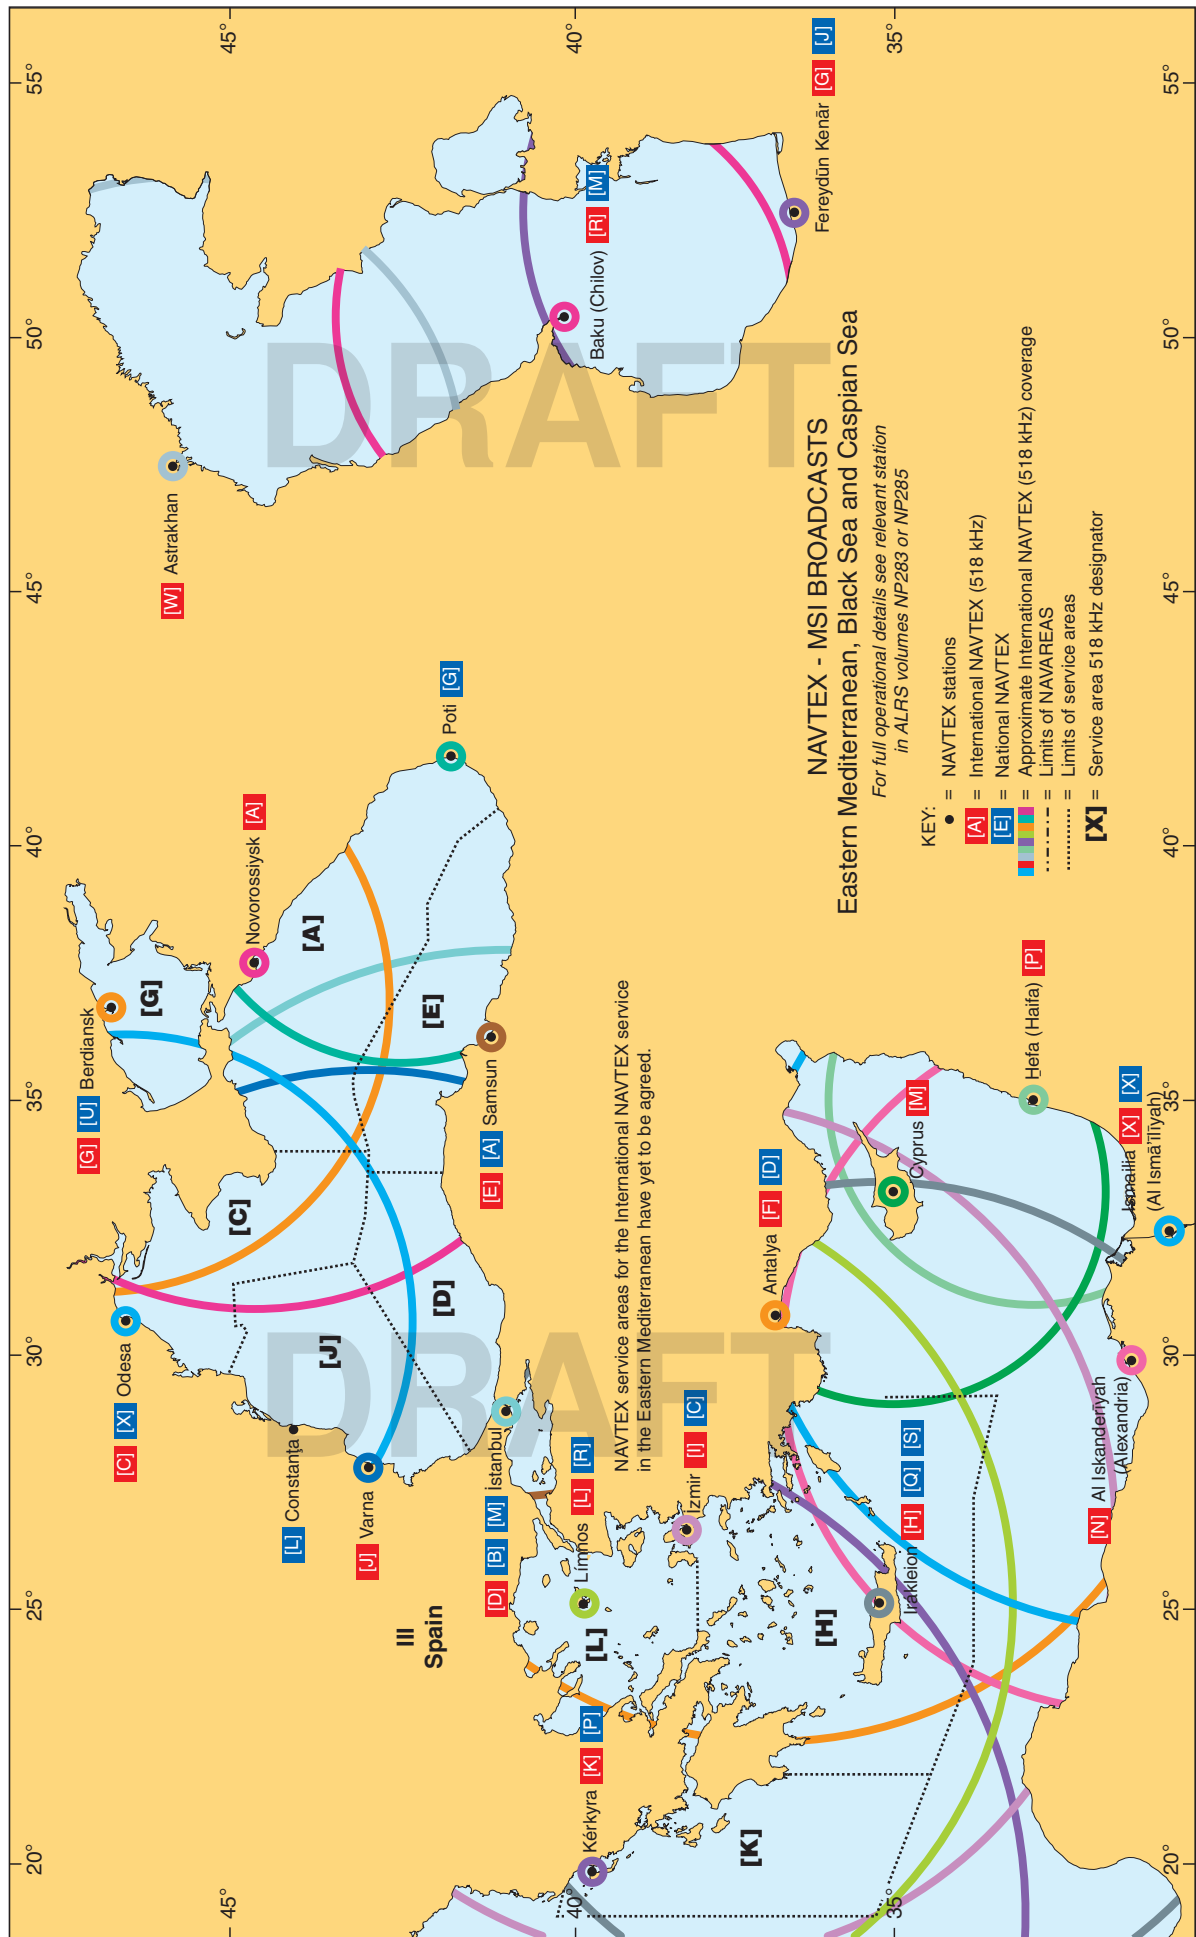 45°
40°
35°
55°
50°
45°
40°
35°
30°
25°
20°
[W] Astrakhan
Baku (Chilov) [R] [M]
Fereydūn Kenār [G] [J]
Poti [G]
Novorossiysk [A]
[G] [U] Berdiansk
[C] [X] Odesa
[L] Constanţa
[J] Varna
[D] [B] [M] İstanbul
[E] [A] Samsun
Límnos [L] [R]
İzmir [I] [C]
Antalya [F] [D]
Cyprus [M]
Hefa (Haifa) [P]
Ismailia [X] [X]
(Al Ismā'īlīyah)
[N] Al Iskanderīyah
(Alexandria)
Irákleion [H] [Q] [S]
Kérkyra [K] [P]
[G]
[A]
[E]
[C]
[D]
[J]
[L]
[H]
[K]
III
Spain
NAVTEX service areas for the International NAVTEX service
in the Eastern Mediterranean have yet to be agreed.
NAVTEX - MSI BROADCASTS
Eastern Mediterranean, Black Sea and Caspian Sea
For full operational details see relevant station
in ALRS volumes NP283 or NP285
KEY:
= NAVTEX stations
[A] = International NAVTEX (518 kHz)
[E] = National NAVTEX
= Approximate International NAVTEX (518 kHz) coverage
= Limits of NAVAREAS
= Limits of service areas
[X] = Service area 518 kHz designator
DRAFT
DRAFT
45°
40°
35°
55°
50°
45°
40°
35°
30°
25°
20°